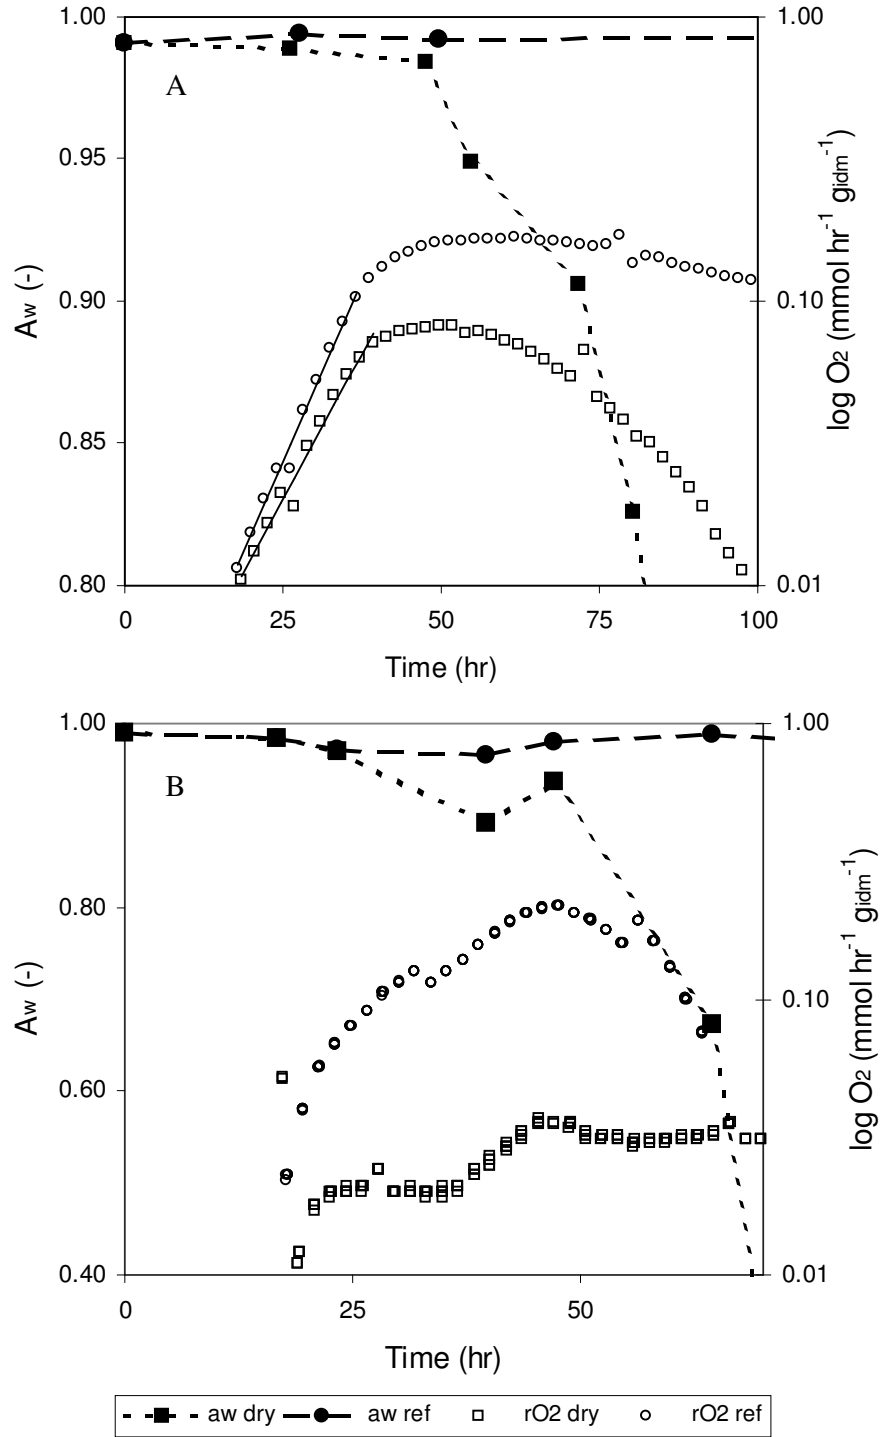 1.00
0.95
0.90
0.85
0.80
Aw (-)
A
1.00
0.10
0.01
log O2 (mmol hr-1 gidm-1)
0 25 50 75 100
Time (hr)
1.00
0.80
0.60
0.40
Aw (-)
B
1.00
0.10
0.01
log O2 (mmol hr-1 gidm-1)
0 25 50
Time (hr)
aw dry aw ref rO2 dry rO2 ref